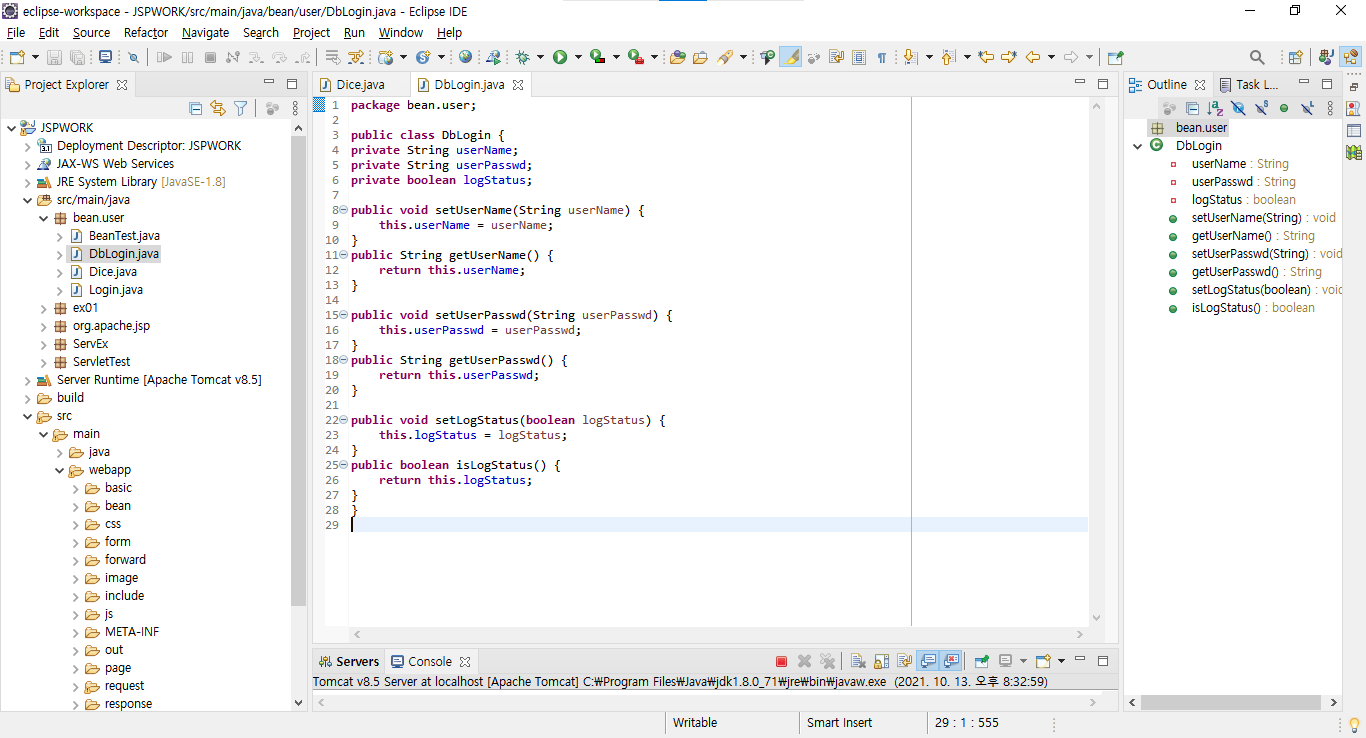 eclipse-workspace - JSPWORK/src/main/java/bean/user/DbLogin.java - Eclipse IDE
File Edit Source Refactor Navigate Search Project Run Window Help
Project Explorer
JSPWORK
Deployment Descriptor: JSPWORK
JAX-WS Web Services
JRE System Library [JavaSE-1.8]
src/main/java
bean.user
BeanTest.java
DbLogin.java
Dice.java
Login.java
ex01
org.apache.jsp
ServEx
ServletTest
Server Runtime [Apache Tomcat v8.5]
build
src
main
java
webapp
basic
bean
css
form
forward
image
include
js
META-INF
out
page
request
response
Dice.java DbLogin.java
1 package bean.user;
2
3 public class DbLogin {
4 private String userName;
5 private String userPasswd;
6 private boolean logStatus;
7
8 public void setUserName(String userName) {
9 this.userName = userName;
10 }
11 public String getUserName() {
12 return this.userName;
13 }
14
15 public void setUserPasswd(String userPasswd) {
16 this.userPasswd = userPasswd;
17 }
18 public String getUserPasswd() {
19 return this.userPasswd;
20 }
21
22 public void setLogStatus(boolean logStatus) {
23 this.logStatus = logStatus;
24 }
25 public boolean isLogStatus() {
26 return this.logStatus;
27 }
28 }
29
Servers Console
Tomcat v8.5 Server at localhost [Apache Tomcat] C:₩Program Files₩Java₩jdk1.8.0_71₩jre₩bin₩javaw.exe (2021. 10. 13. 오후 8:32:59)
Outline Task L...
bean.user
DbLogin
userName : String
userPasswd : String
logStatus : boolean
setUserName(String) : void
getUserName() : String
setUserPasswd(String) : void
getUserPasswd() : String
setLogStatus(boolean) : voic
isLogStatus() : boolean
Writable Smart Insert 29 : 1 : 555